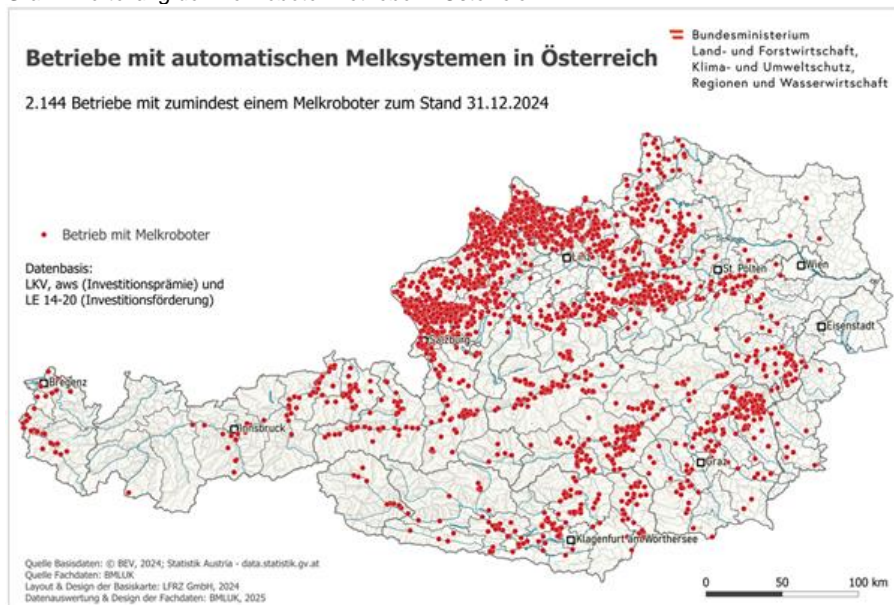 Betriebe mit automatischen Melksystemen in Österreich
Bundesministerium
Land- und Forstwirtschaft,
Klima- und Umweltschutz,
Regionen und Wasserwirtschaft
2.144 Betriebe mit zumindest einem Melkroboter zum Stand 31.12.2024
Betrieb mit Melkroboter
Datenbasis:
LKV, aws (Investitionsprämie) und
LE 14-20 (Investitionsförderung)
Linz
St. Pölten
Wien
Eisenstadt
Salzburg
Bregenz
Innsbruck
Graz
Klagenfurt am Wörthersee
Quelle Basisdaten: © BEV, 2024; Statistik Austria - data.statistik.gv.at
Quelle Fachdaten: BMLUK
Layout & Design der Basiskarte: LFRZ GmbH, 2024
Datenauswertung & Design der Fachdaten: BMLUK, 2025
0 50 100 km